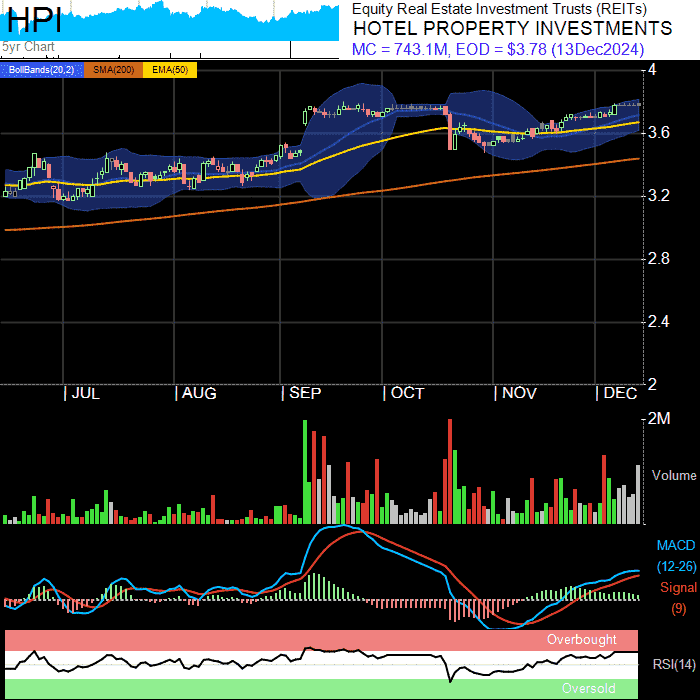 HPI
5yr Chart
Equity Real Estate Investment Trusts (REITs)
HOTEL PROPERTY INVESTMENTS
MC = 743.1M, EOD = $3.78 (13Dec2024)
BollBands(20,2) SMA(200) EMA(50)
4
3.6
3.2
2.8
2.4
2
JUL AUG SEP OCT NOV DEC
2M
Volume
MACD
(12-26)
Signal
(9)
Overbought
RSI(14)
Oversold